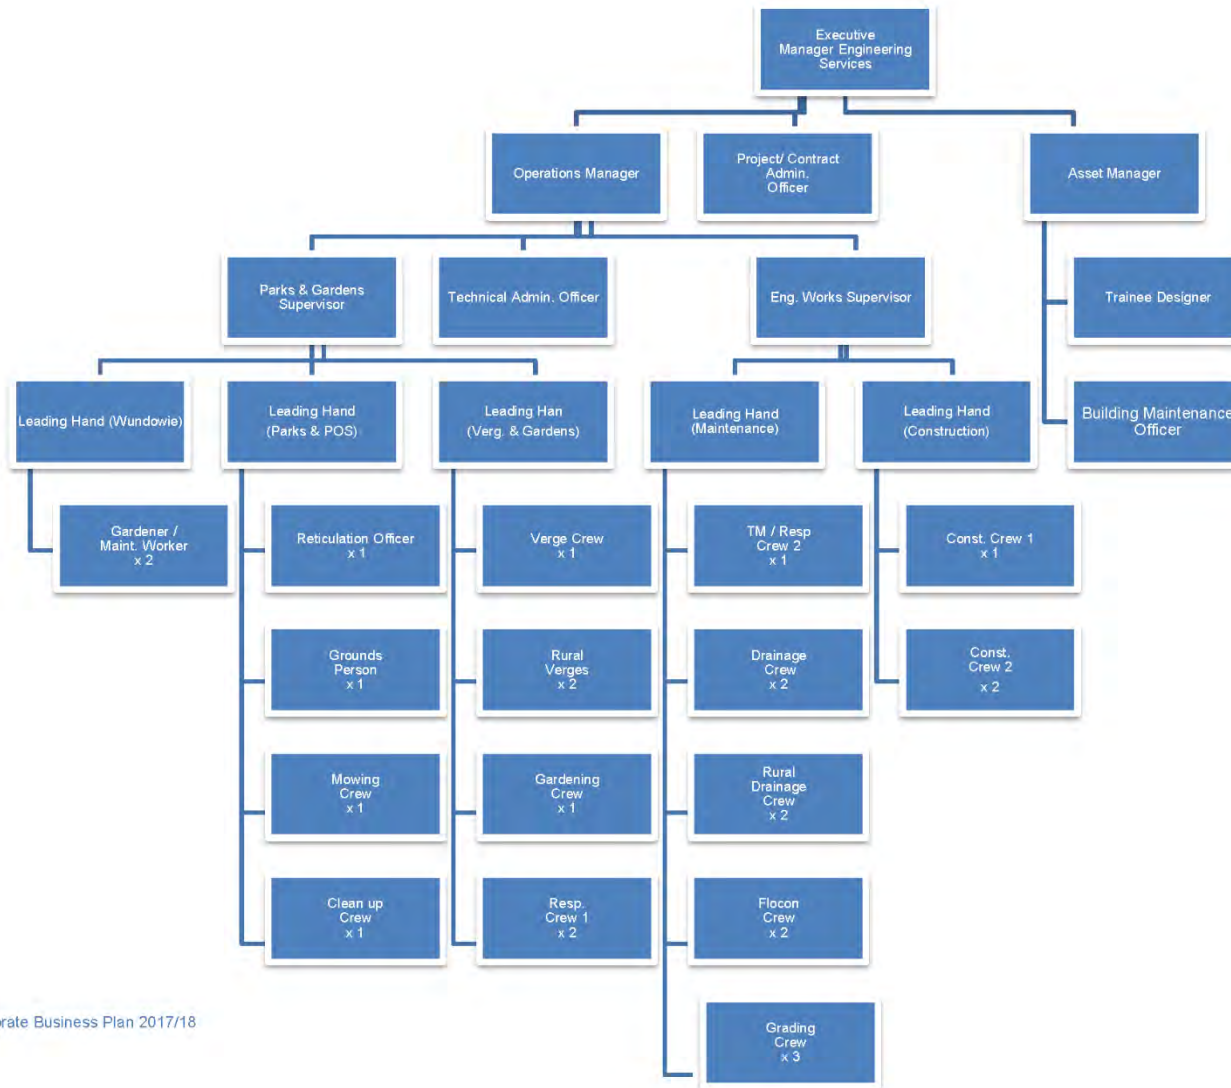 Executive
Manager Engineering
Services
Operations Manager
Project/ Contract
Admin.
Officer
Asset Manager
Parks & Gardens
Supervisor
Technical Admin. Officer
Eng. Works Supervisor
Trainee Designer
Leading Hand (Wundowie)
Leading Hand
(Parks & POS)
Leading Han
(Verg. & Gardens)
Leading Hand
(Maintenance)
Leading Hand
(Construction)
Building Maintenance
Officer
Gardener /
Maint. Worker
x 2
Reticulation Officer
x 1
Verge Crew
x 1
TM / Resp
Crew 2
x 1
Const. Crew 1
x 1
Grounds
Person
x 1
Rural
Verges
x 2
Drainage
Crew
x 2
Const.
Crew 2
x 2
Mowing
Crew
x 1
Gardening
Crew
x 1
Rural
Drainage
Crew
x 2
Clean up
Crew
x 1
Resp.
Crew 1
x 2
Flocon
Crew
x 2
Grading
Crew
x 3
orate Business Plan 2017/18